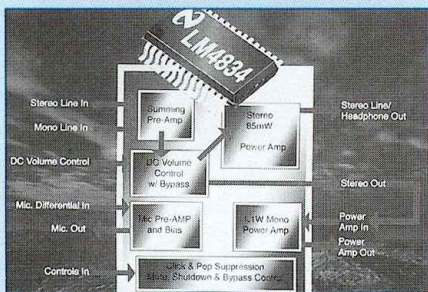 LM4834
Stereo Line In
Mono Line In
DC Volume Control
Mic. Differential In
Mic. Out
Controls In
Summing
Pre-Amp
Stereo
85mW
Power Amp
DC Volume
Control
w/ Bypass
Mic Pre-AMP
and Bias
1.1W Mono
Power Amp
Click & Pop Suppression
Mute, Shutdown & Bypass Control
Stereo Line/
Headphone Out
Stereo Out
Power
Amp In
Power
Amp Out